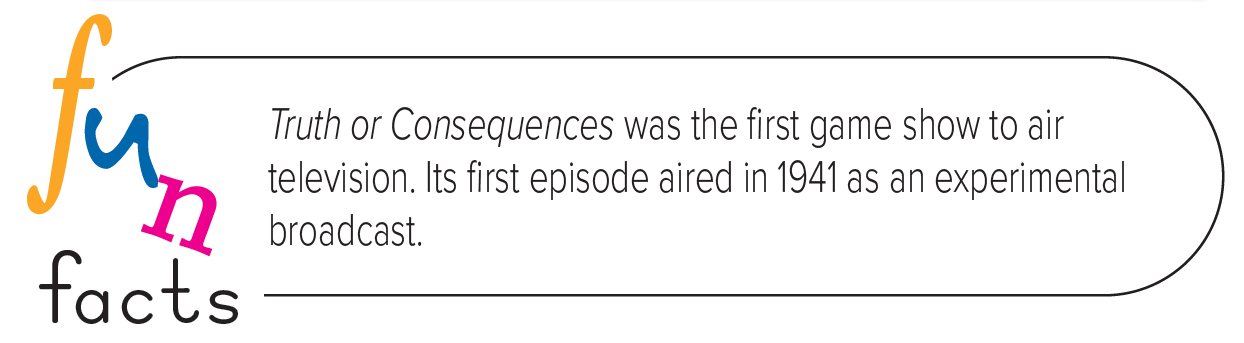 fun
facts
Truth or Consequences was the first game show to air
television. Its first episode aired in 1941 as an experimental
broadcast.